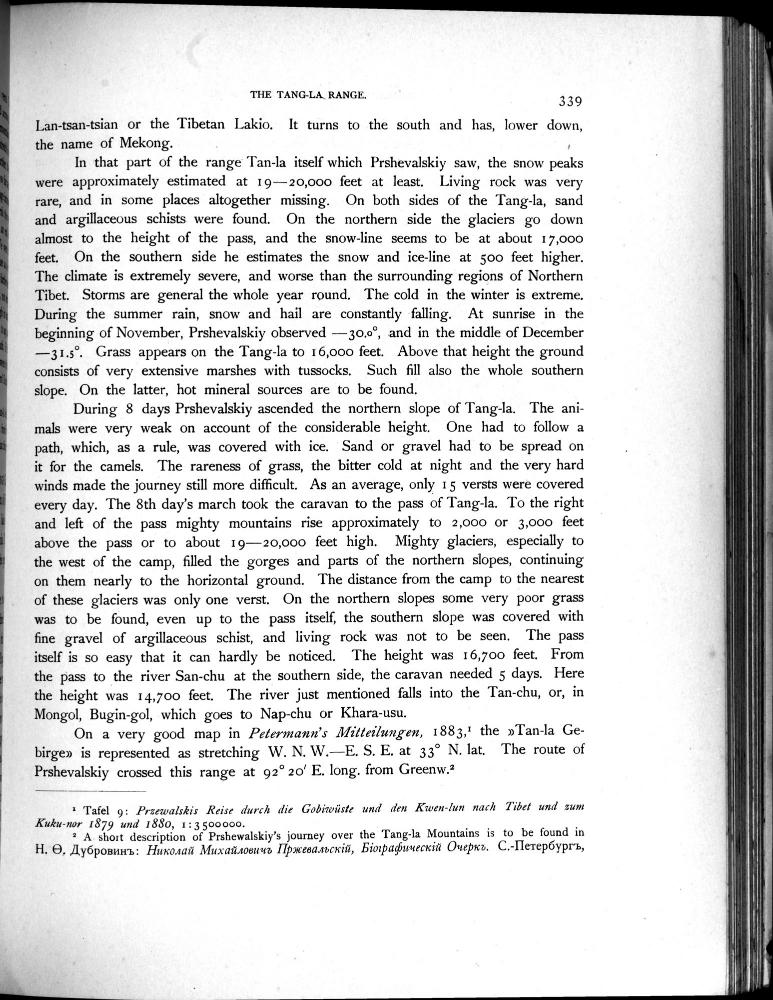 THE TANG-LA RANGE.
339
Lan-tsan-tsian or the Tibetan Lakio. It turns to the south and has, lower down,
the name of Mekong.
In that part of the range Tan-la itself which Prshevalskiy saw, the snow peaks
were approximately estimated at 19—20,000 feet at least. Living rock was very
rare, and in some places altogether missing. On both sides of the Tang-la, sand
and argillaceous schists were found. On the northern side the glaciers go down
almost to the height of the pass, and the snow-line seems to be at about 17,000
feet. On the southern side he estimates the snow and ice-line at 500 feet higher.
The climate is extremely severe, and worse than the surrounding regions of Northern
Tibet. Storms are general the whole year round. The cold in the winter is extreme.
During the summer rain, snow and hail are constantly falling. At sunrise in the
beginning of November, Prshevalskiy observed —30.0°, and in the middle of December
—31.5°. Grass appears on the Tang-la to 16,000 feet. Above that height the ground
consists of very extensive marshes with tussocks. Such fill also the whole southern
slope. On the latter, hot mineral sources are to be found.
During 8 days Prshevalskiy ascended the northern slope of Tang-la. The ani-
mals were very weak on account of the considerable height. One had to follow a
path, which, as a rule, was covered with ice. Sand or gravel had to be spread on
it for the camels. The rareness of grass, the bitter cold at night and the very hard
winds made the journey still more difficult. As an average, only 15 versts were covered
every day. The 8th day's march took the caravan to the pass of Tang-la. To the right
and left of the pass mighty mountains rise approximately to 2,000 or 3,000 feet
above the pass or to about 19—20,000 feet high. Mighty glaciers, especially to
the west of the camp, filled the gorges and parts of the northern slopes, continuing
on them nearly to the horizontal ground. The distance from the camp to the nearest
of these glaciers was only one verst. On the northern slopes some very poor grass
was to be found, even up to the pass itself, the southern slope was covered with
fine gravel of argillaceous schist, and living rock was not to be seen. The pass
itself is so easy that it can hardly be noticed. The height was 16,700 feet. From
the pass to the river San-chu at the southern side, the caravan needed 5 days. Here
the height was 14,700 feet. The river just mentioned falls into the Tan-chu, or, in
Mongol, Bugin-gol, which goes to Nap-chu or Khara-usu.
On a very good map in Petermann's Mitteilungen, 1883,¹ the »Tan-la Ge-
birge» is represented as stretching W. N. W.—E. S. E. at 33° N. lat. The route of
Prshevalskiy crossed this range at 92° 20′ E. long. from Greenw.²
¹ Tafel 9: Przewalskis Reise durch die Gobiwüste und den Kwen-lun nach Tibet und zum
Kuku-nor 1879 und 1880, 1:3500000.
² A short description of Prshewalskiy's journey over the Tang-la Mountains is to be found in
Н. Ѳ. Дубровинъ: Николай Михайловичъ Пржевальскій, Біографическій Очеркъ. С.-Петербургъ,